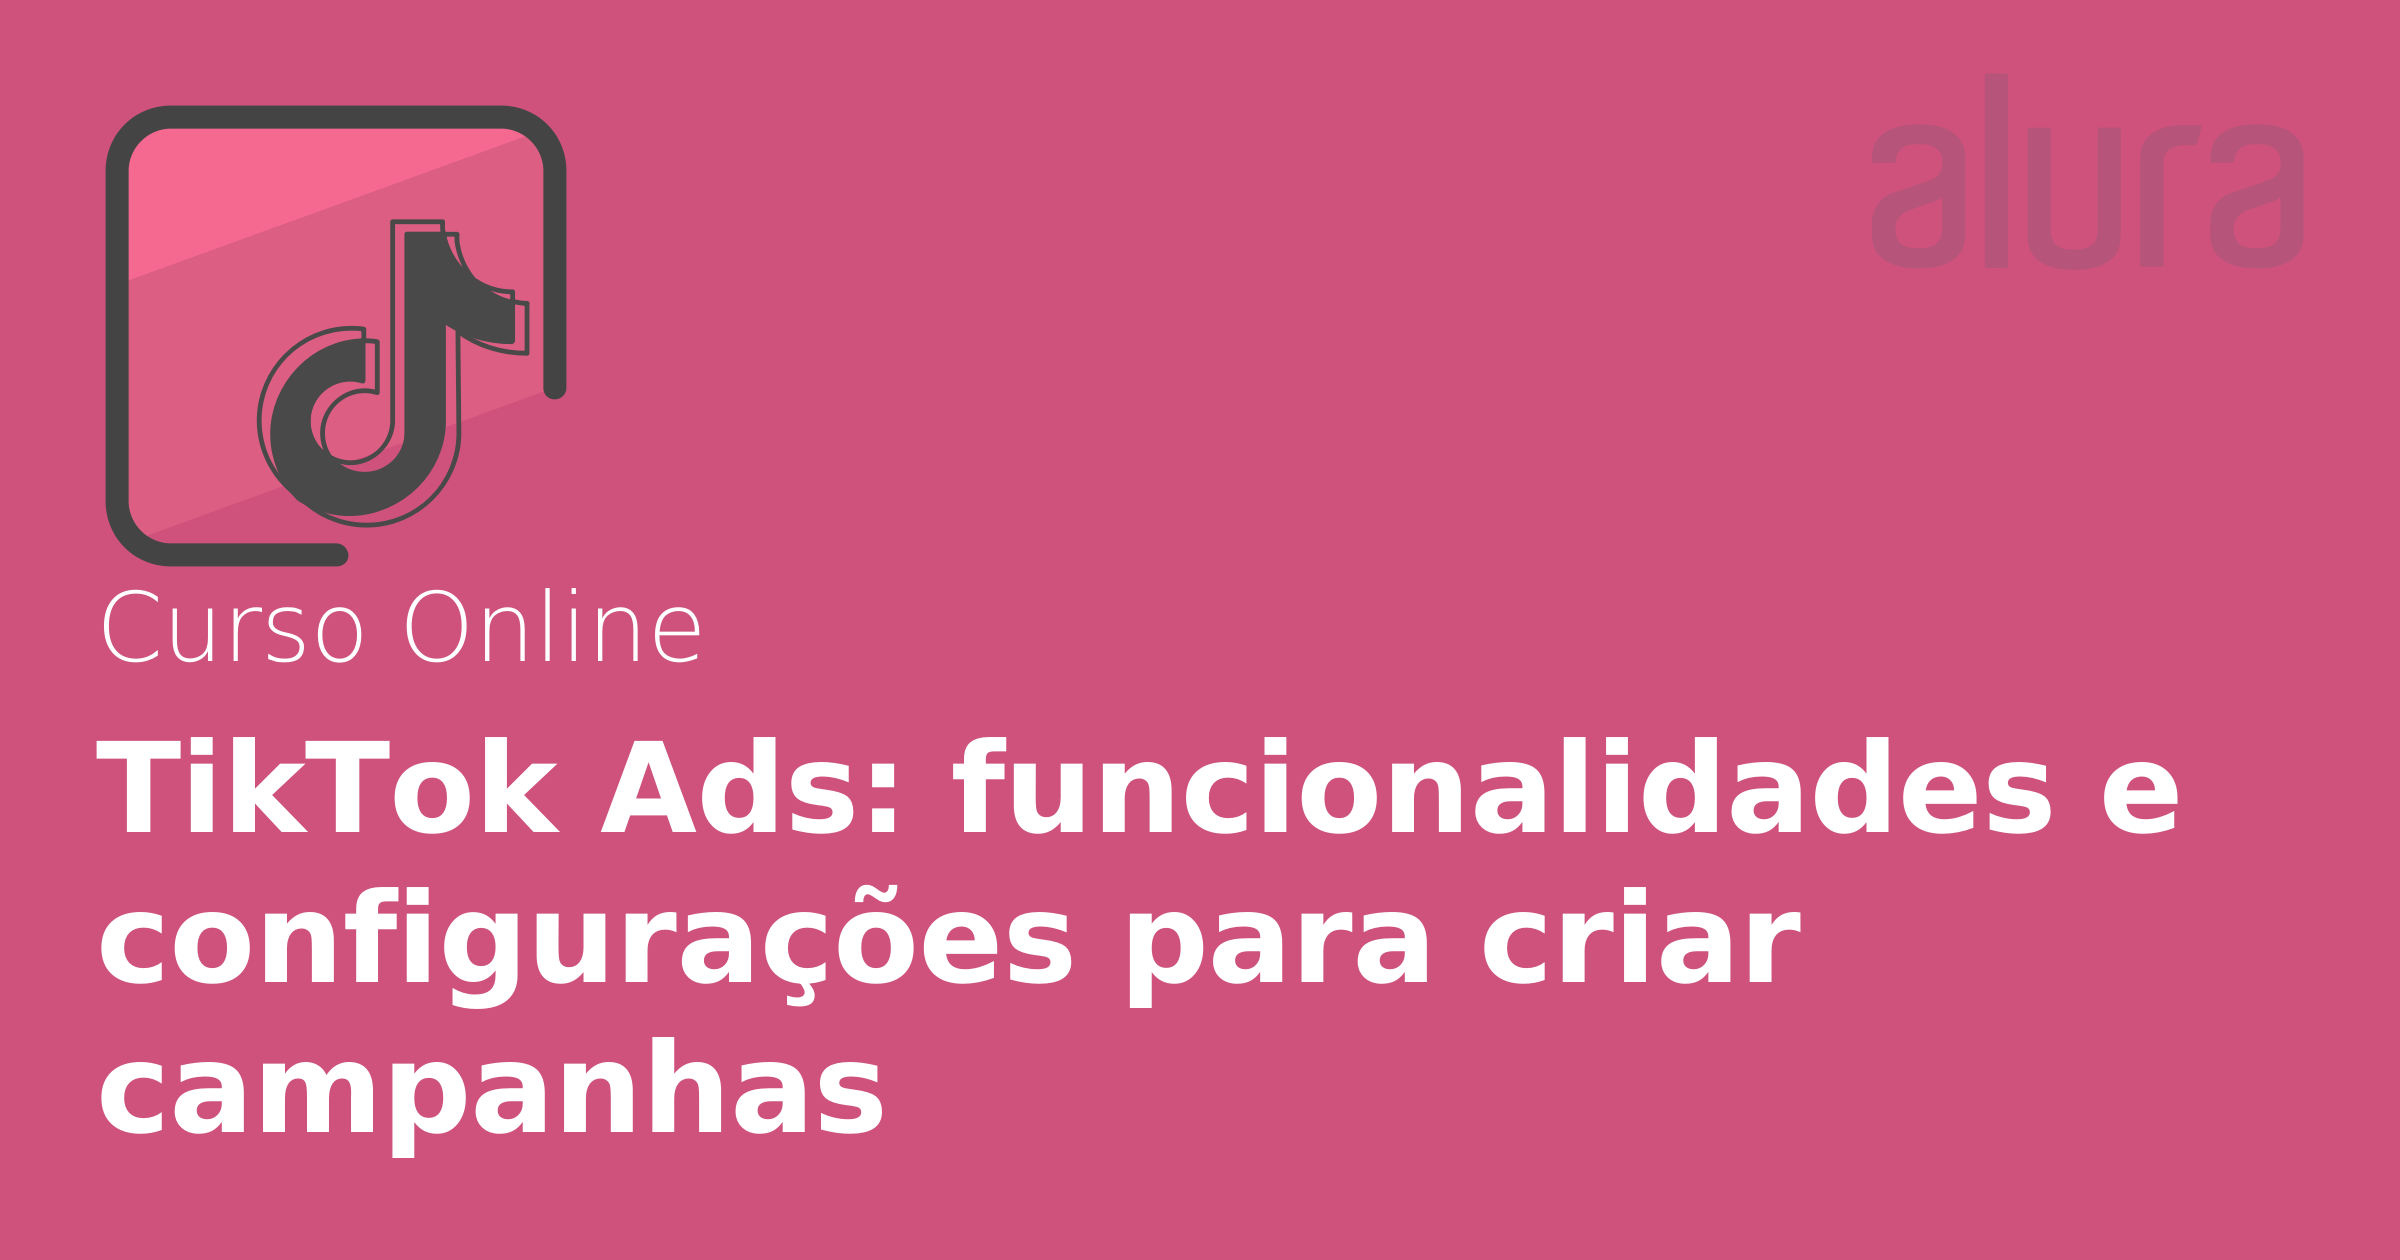 alura
Curso Online
TikTok Ads: funcionalidades e
configurações para criar
campanhas